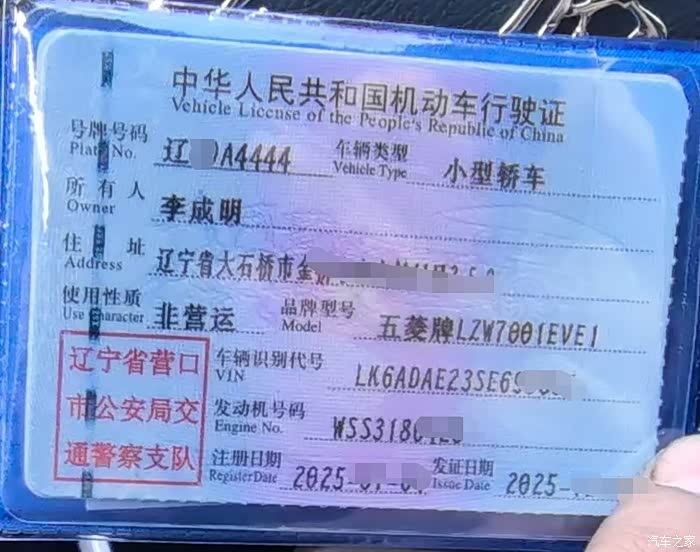 中华人民共和国机动车行驶证
Vehicle License of the People's Republic of China
号牌号码 辽 A4444 车辆类型 小型轿车
Plate No. Vehicle Type
所有人 李成明
Owner
住址 辽宁省大石桥市金
Address
使用性质 非营运 品牌型号 五菱牌LZW7001EVE1
Use Character Model
辽宁省营口 车辆识别代号 LK6ADAE23SE6
VIN
市公安局交 发动机号码 WSS318
Engine No.
通警察支队 注册日期 2025- 发证日期 2025-
Register Date Issue Date
汽车之家